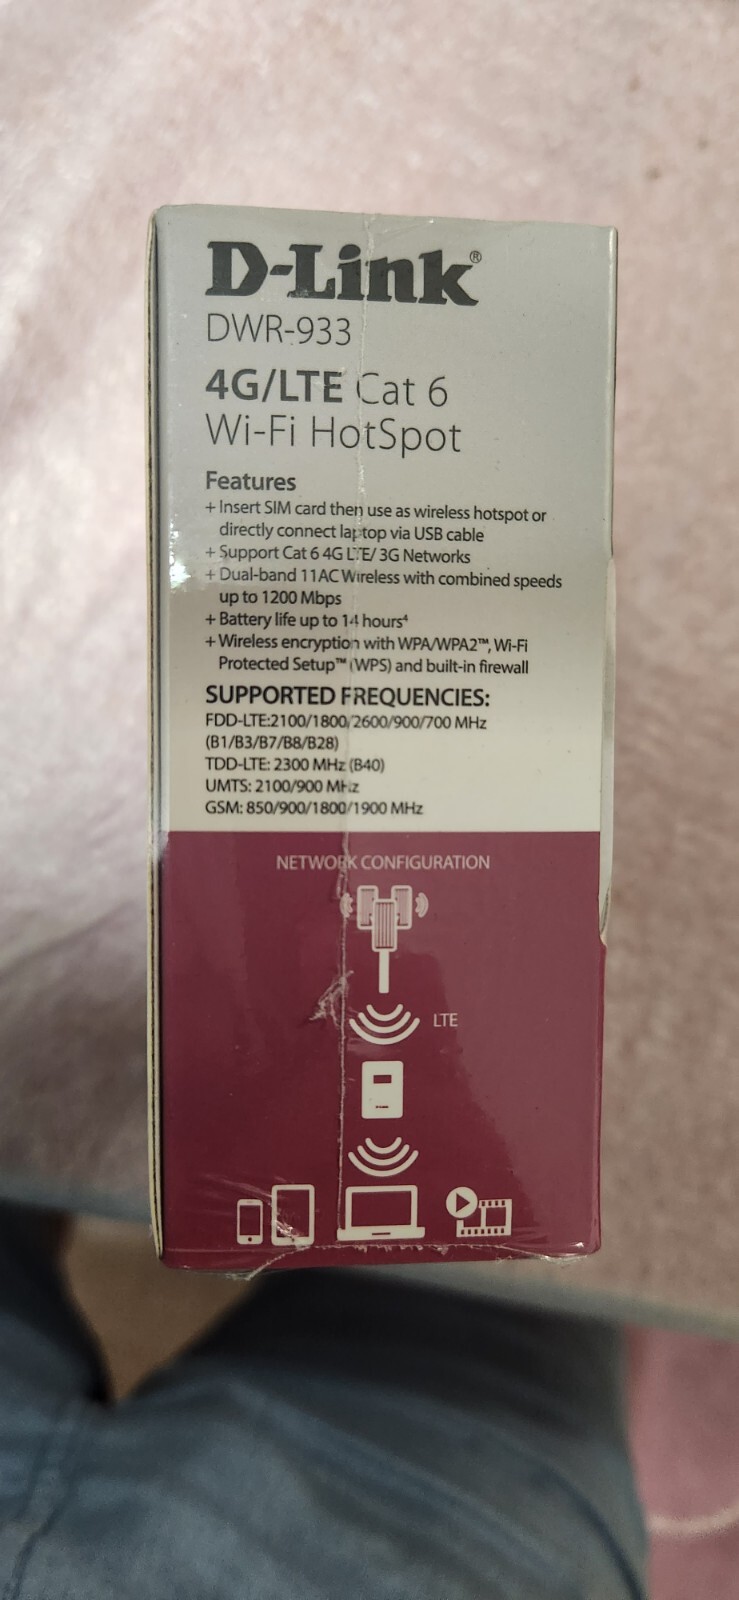 D-Link®
DWR-933
4G/LTE Cat 6
Wi-Fi HotSpot
Features
+ Insert SIM card then use as wireless hotspot or
directly connect laptop via USB cable
+ Support Cat 6 4G LTE/ 3G Networks
+ Dual-band 11AC Wireless with combined speeds
up to 1200 Mbps
+ Battery life up to 14 hours⁴
+ Wireless encryption with WPA/WPA2™, Wi-Fi
Protected Setup™ (WPS) and built-in firewall
SUPPORTED FREQUENCIES:
FDD-LTE:2100/1800/2600/900/700 MHz
(B1/B3/B7/B8/B28)
TDD-LTE: 2300 MHz (B40)
UMTS: 2100/900 MHz
GSM: 850/900/1800/1900 MHz
NETWORK CONFIGURATION
LTE